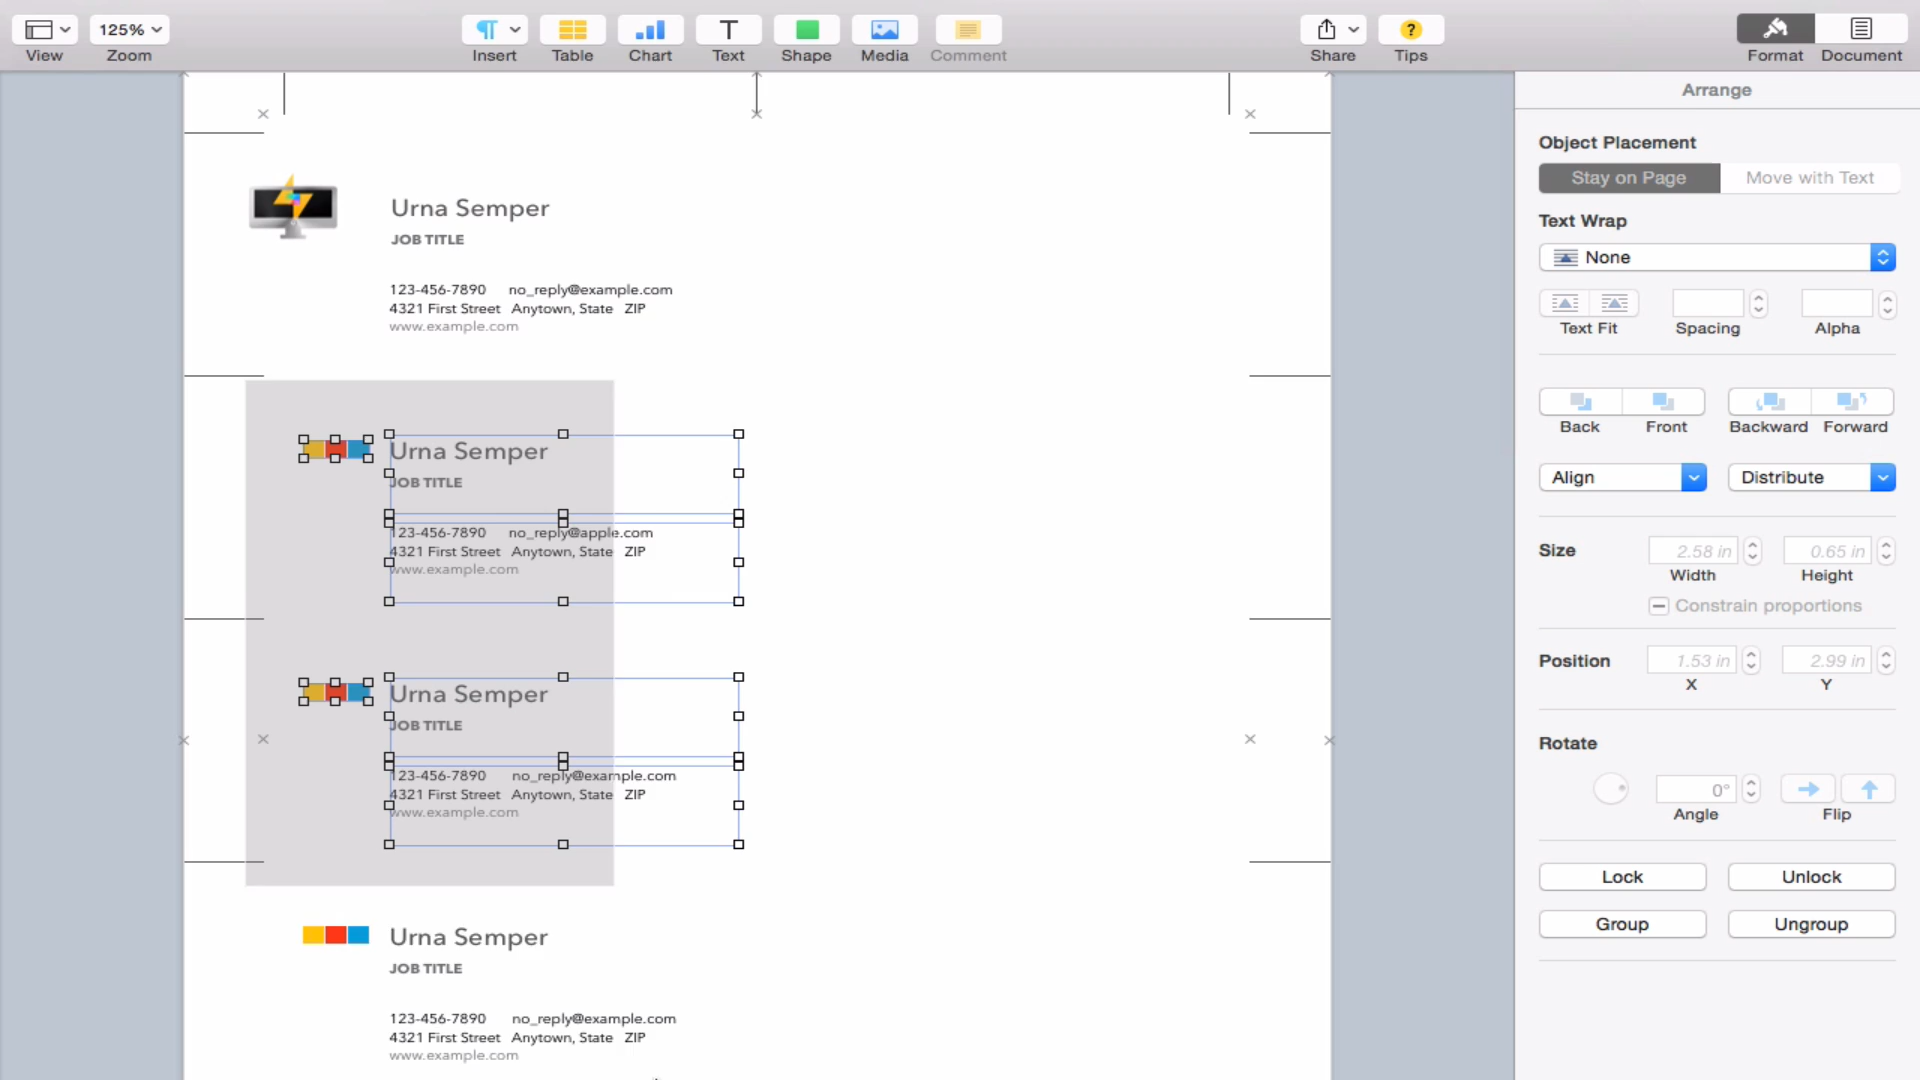 125%
View
Zoom
Insert
Table
Chart
T
Text
Shape
Media
Comment
Share
?
Tips
Format
Document
Urna Semper
JOB TITLE
123-456-7890 no_reply@example.com
4321 First Street Anytown, State ZIP
www.example.com
Urna Semper
JOB TITLE
123-456-7890 no_reply@apple.com
4321 First Street Anytown, State ZIP
www.example.com
Urna Semper
JOB TITLE
123-456-7890 no_reply@example.com
4321 First Street Anytown, State ZIP
www.example.com
Urna Semper
JOB TITLE
123-456-7890 no_reply@example.com
4321 First Street Anytown, State ZIP
www.example.com
Arrange
Object Placement
Stay on Page
Move with Text
Text Wrap
None
Text Fit
Spacing
Alpha
Back
Front
Backward
Forward
Align
Distribute
Size
2.58 in
0.65 in
Width
Height
Constrain proportions
Position
1.53 in
2.99 in
X
Y
Rotate
0°
Angle
Flip
Lock
Unlock
Group
Ungroup